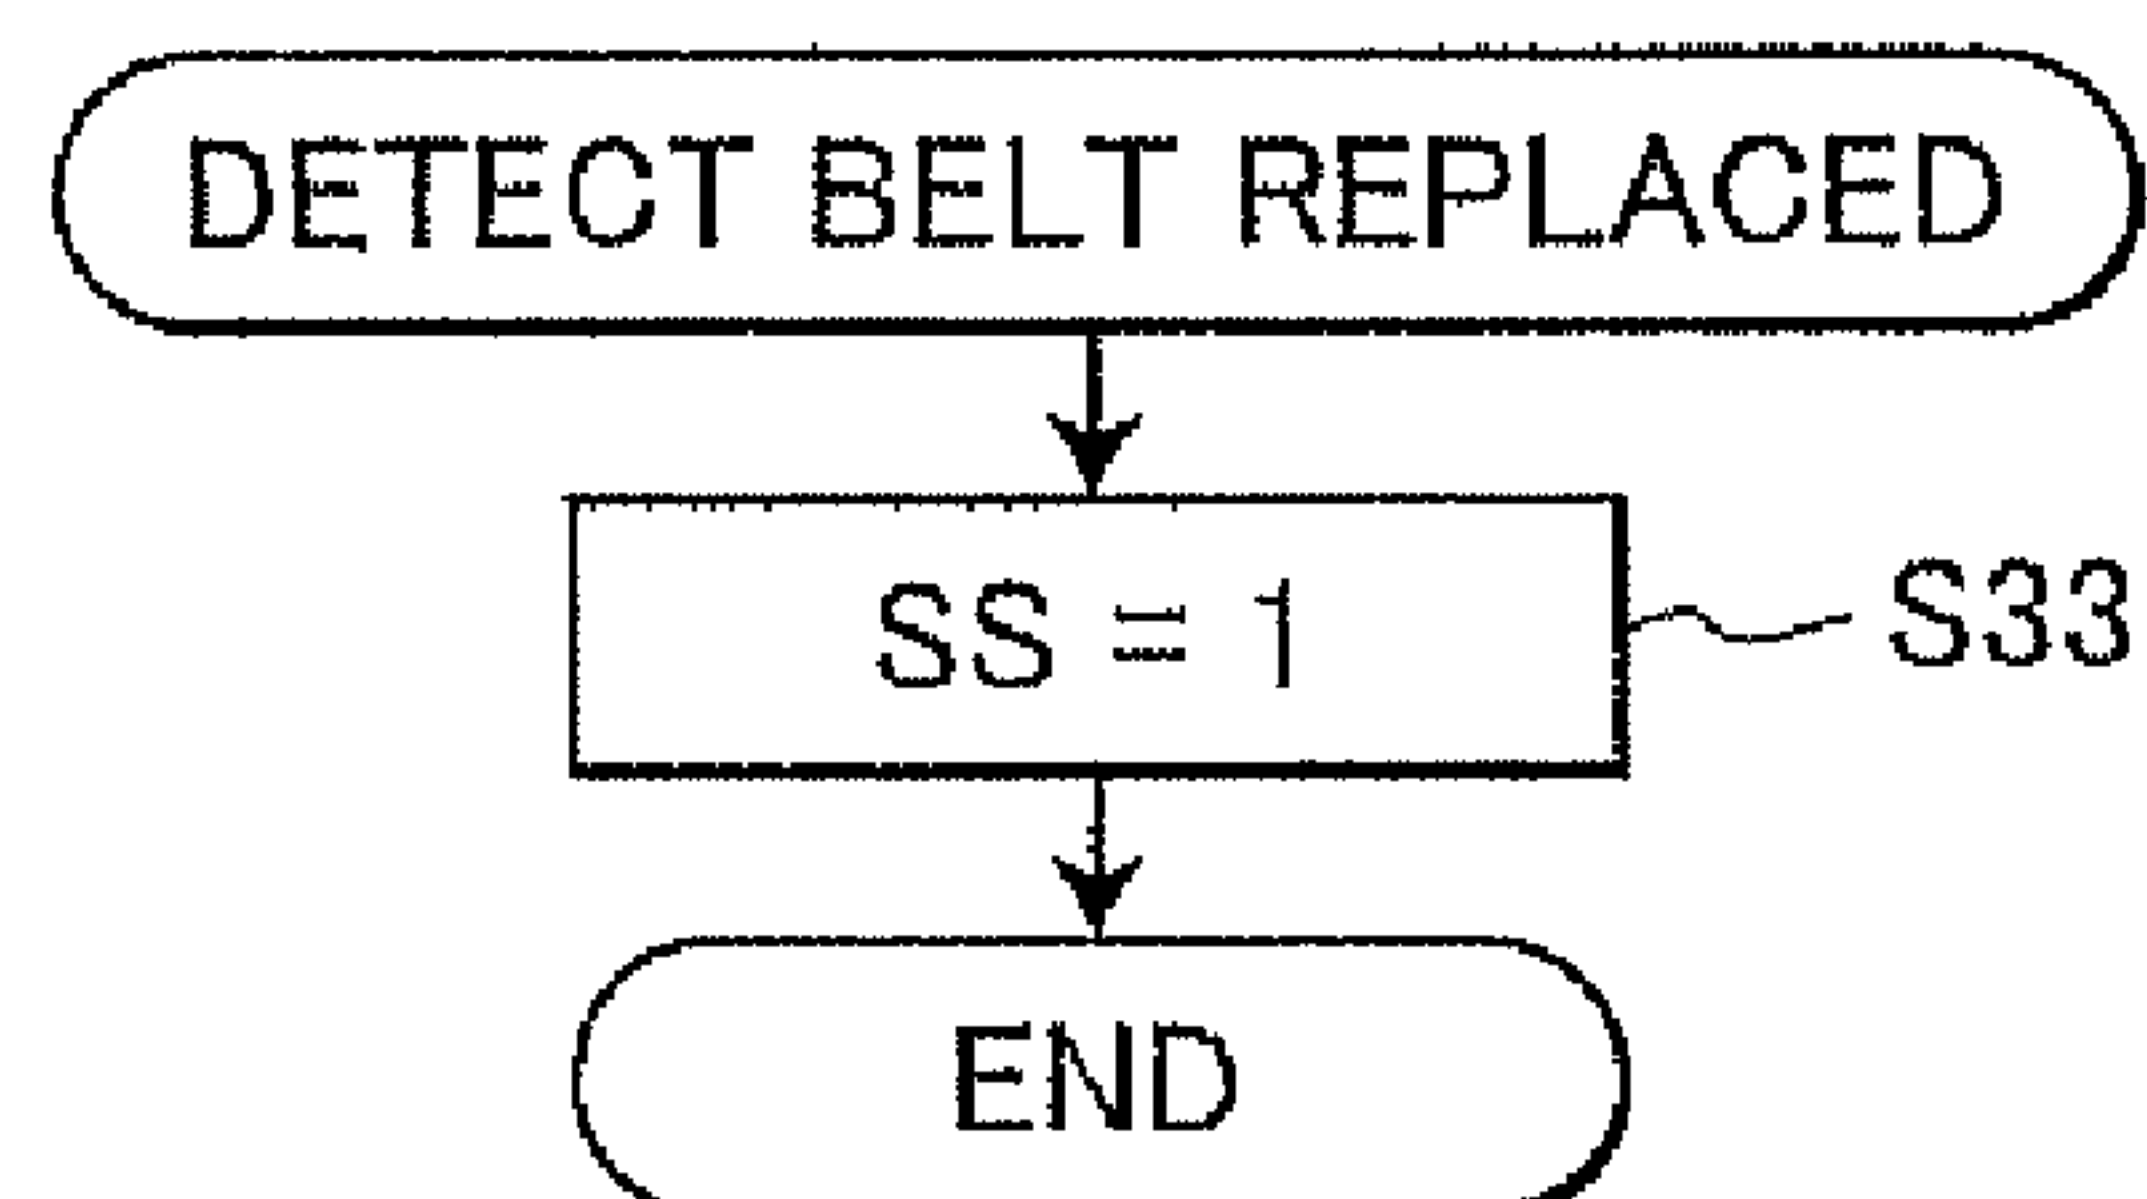 DETECT BELT REPLACED
SS = 1
S33
END